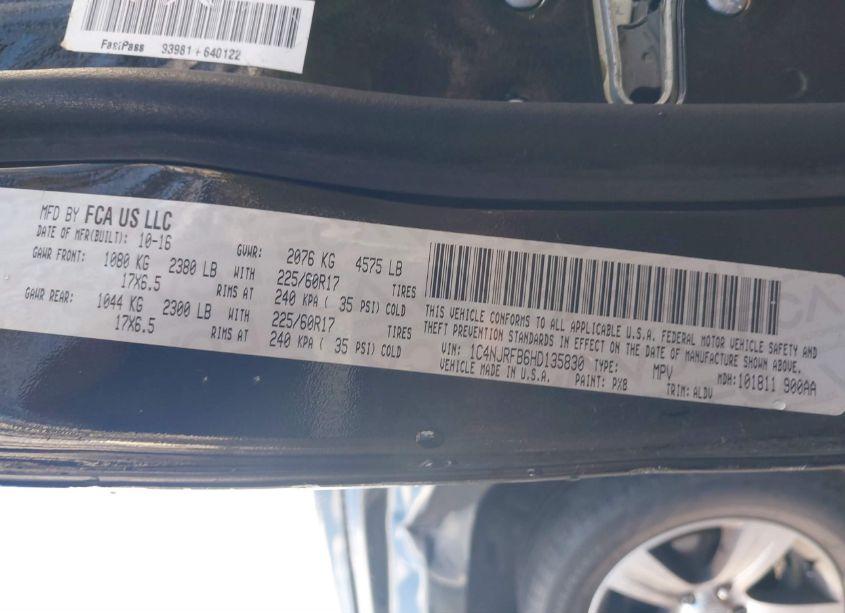 FastPass 93981+640122
MFD BY FCA US LLC
DATE OF MFR(BUILT): 10-16 GVWR: 2076 KG 4575 LB
GAWR FRONT: 1080 KG 2380 LB WITH 225/60R17 TIRES
17X6.5 RIMS AT 240 KPA ( 35 PSI) COLD
GAWR REAR: 1044 KG 2300 LB WITH 225/60R17 TIRES
17X6.5 RIMS AT 240 KPA ( 35 PSI) COLD
THIS VEHICLE CONFORMS TO ALL APPLICABLE U.S.A. FEDERAL MOTOR VEHICLE SAFETY AND
THEFT PREVENTION STANDARDS IN EFFECT ON THE DATE OF MANUFACTURE SHOWN ABOVE.
VIN: 1C4NJRFB6HD135830 TYPE: MPV MDH:101811 900AA
VEHICLE MADE IN U.S.A. PAINT: PX8 TRIM: ALDV